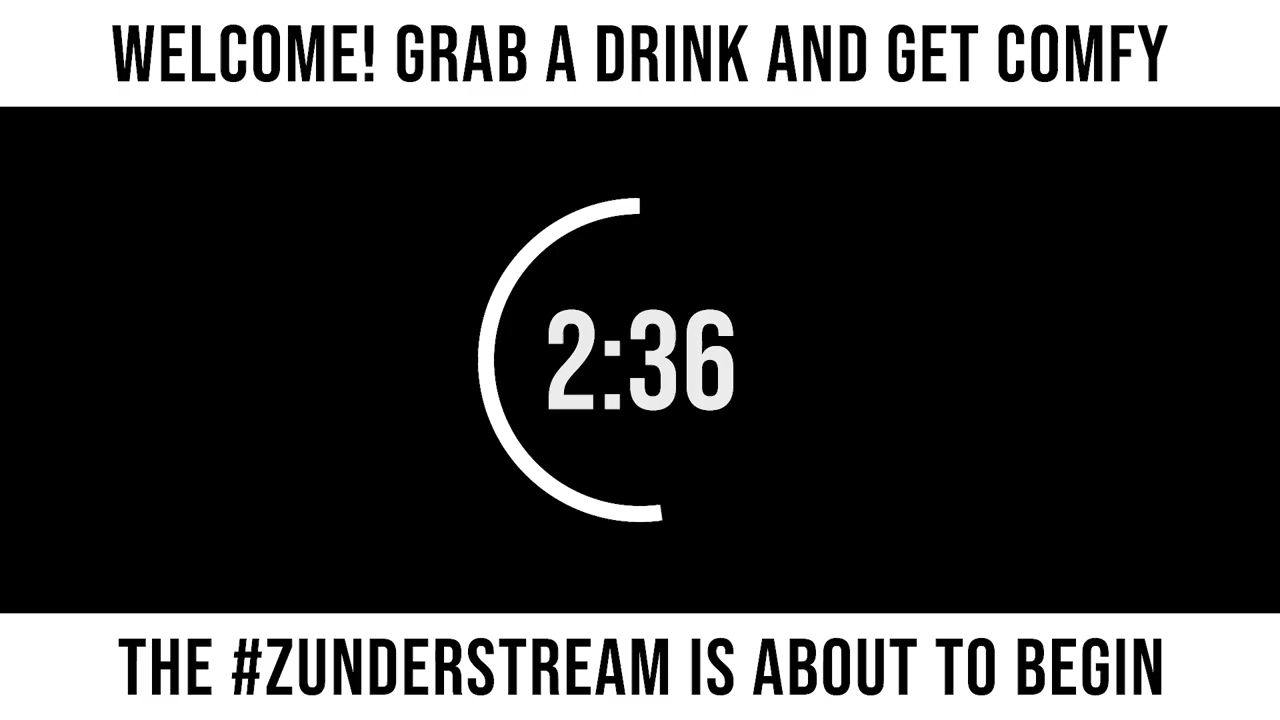 WELCOME! GRAB A DRINK AND GET COMFY
2:36
THE #ZUNDERSTREAM IS ABOUT TO BEGIN